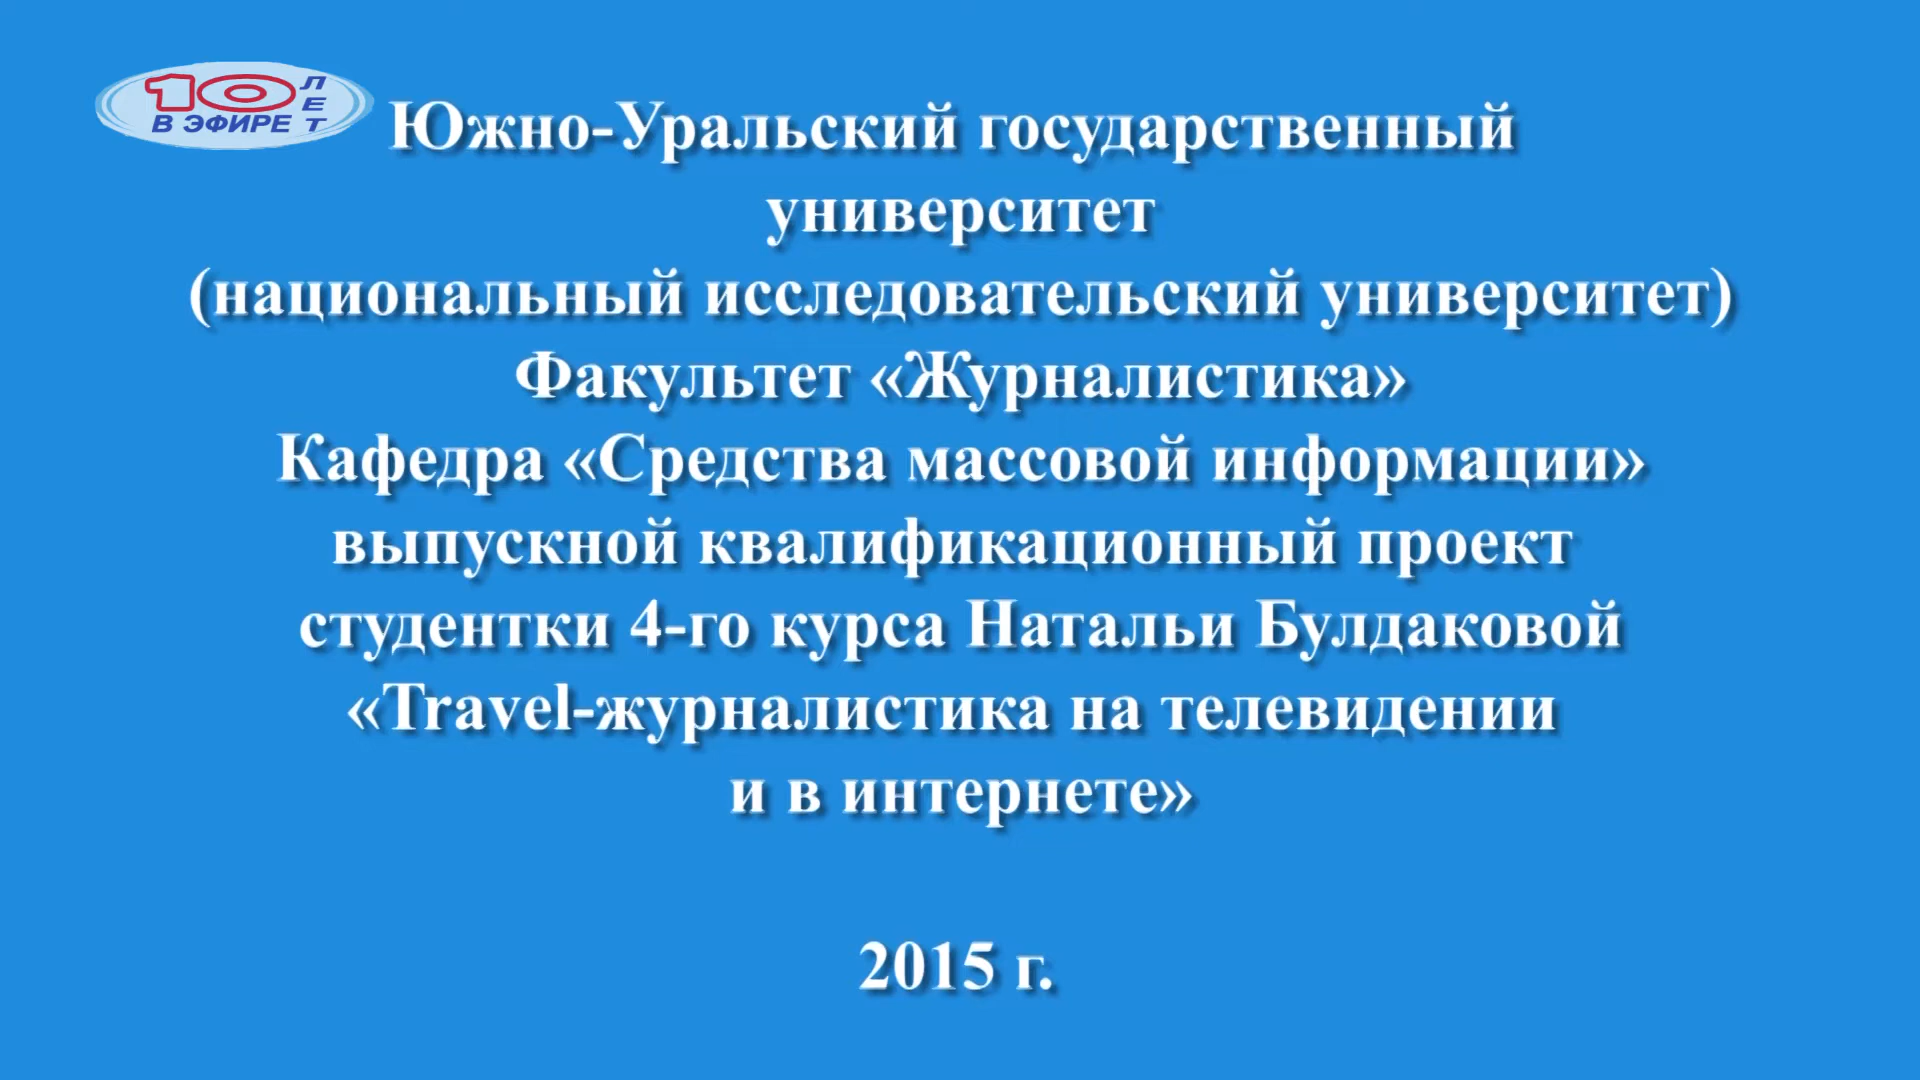 10 ЛЕТ
В ЭФИРЕ
Южно-Уральский государственный
университет
(национальный исследовательский университет)
Факультет «Журналистика»
Кафедра «Средства массовой информации»
выпускной квалификационный проект
студентки 4-го курса Натальи Булдаковой
«Travel-журналистика на телевидении
и в интернете»
2015 г.